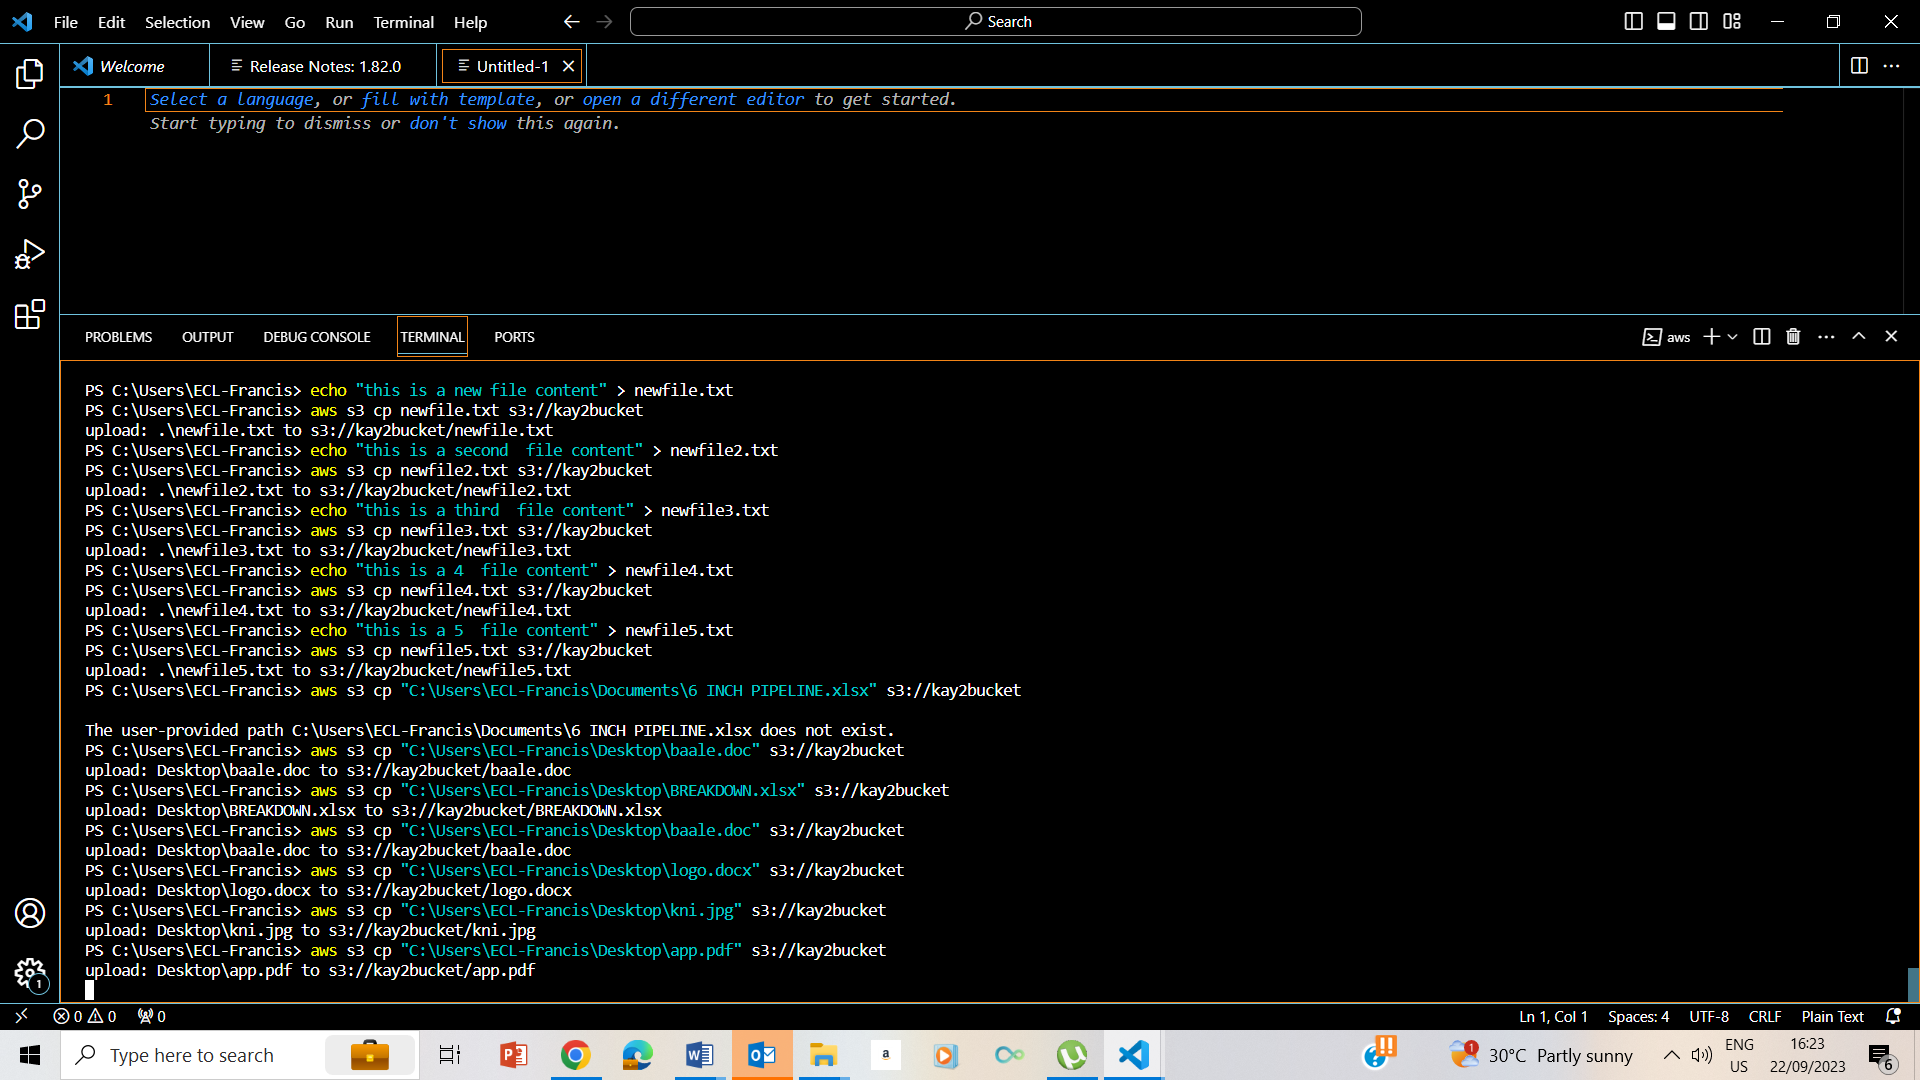 File Edit Selection View Go Run Terminal Help
Search
Welcome
Release Notes: 1.82.0
Untitled-1
1 Select a language, or fill with template, or open a different editor to get started.
Start typing to dismiss or don't show this again.
PROBLEMS OUTPUT DEBUG CONSOLE TERMINAL PORTS
aws
PS C:\Users\ECL-Francis> echo "this is a new file content" > newfile.txt
PS C:\Users\ECL-Francis> aws s3 cp newfile.txt s3://kay2bucket
upload: .\newfile.txt to s3://kay2bucket/newfile.txt
PS C:\Users\ECL-Francis> echo "this is a second  file content" > newfile2.txt
PS C:\Users\ECL-Francis> aws s3 cp newfile2.txt s3://kay2bucket
upload: .\newfile2.txt to s3://kay2bucket/newfile2.txt
PS C:\Users\ECL-Francis> echo "this is a third  file content" > newfile3.txt
PS C:\Users\ECL-Francis> aws s3 cp newfile3.txt s3://kay2bucket
upload: .\newfile3.txt to s3://kay2bucket/newfile3.txt
PS C:\Users\ECL-Francis> echo "this is a 4  file content" > newfile4.txt
PS C:\Users\ECL-Francis> aws s3 cp newfile4.txt s3://kay2bucket
upload: .\newfile4.txt to s3://kay2bucket/newfile4.txt
PS C:\Users\ECL-Francis> echo "this is a 5  file content" > newfile5.txt
PS C:\Users\ECL-Francis> aws s3 cp newfile5.txt s3://kay2bucket
upload: .\newfile5.txt to s3://kay2bucket/newfile5.txt
PS C:\Users\ECL-Francis> aws s3 cp "C:\Users\ECL-Francis\Documents\6 INCH PIPELINE.xlsx" s3://kay2bucket
The user-provided path C:\Users\ECL-Francis\Documents\6 INCH PIPELINE.xlsx does not exist.
PS C:\Users\ECL-Francis> aws s3 cp "C:\Users\ECL-Francis\Desktop\baale.doc" s3://kay2bucket
upload: Desktop\baale.doc to s3://kay2bucket/baale.doc
PS C:\Users\ECL-Francis> aws s3 cp "C:\Users\ECL-Francis\Desktop\BREAKDOWN.xlsx" s3://kay2bucket
upload: Desktop\BREAKDOWN.xlsx to s3://kay2bucket/BREAKDOWN.xlsx
PS C:\Users\ECL-Francis> aws s3 cp "C:\Users\ECL-Francis\Desktop\baale.doc" s3://kay2bucket
upload: Desktop\baale.doc to s3://kay2bucket/baale.doc
PS C:\Users\ECL-Francis> aws s3 cp "C:\Users\ECL-Francis\Desktop\logo.docx" s3://kay2bucket
upload: Desktop\logo.docx to s3://kay2bucket/logo.docx
PS C:\Users\ECL-Francis> aws s3 cp "C:\Users\ECL-Francis\Desktop\kni.jpg" s3://kay2bucket
upload: Desktop\kni.jpg to s3://kay2bucket/kni.jpg
PS C:\Users\ECL-Francis> aws s3 cp "C:\Users\ECL-Francis\Desktop\app.pdf" s3://kay2bucket
upload: Desktop\app.pdf to s3://kay2bucket/app.pdf
1
0 0 0 Ln 1, Col 1 Spaces: 4 UTF-8 CRLF Plain Text
Type here to search
a
1
30°C Partly sunny
ENG
US
16:23
22/09/2023
6